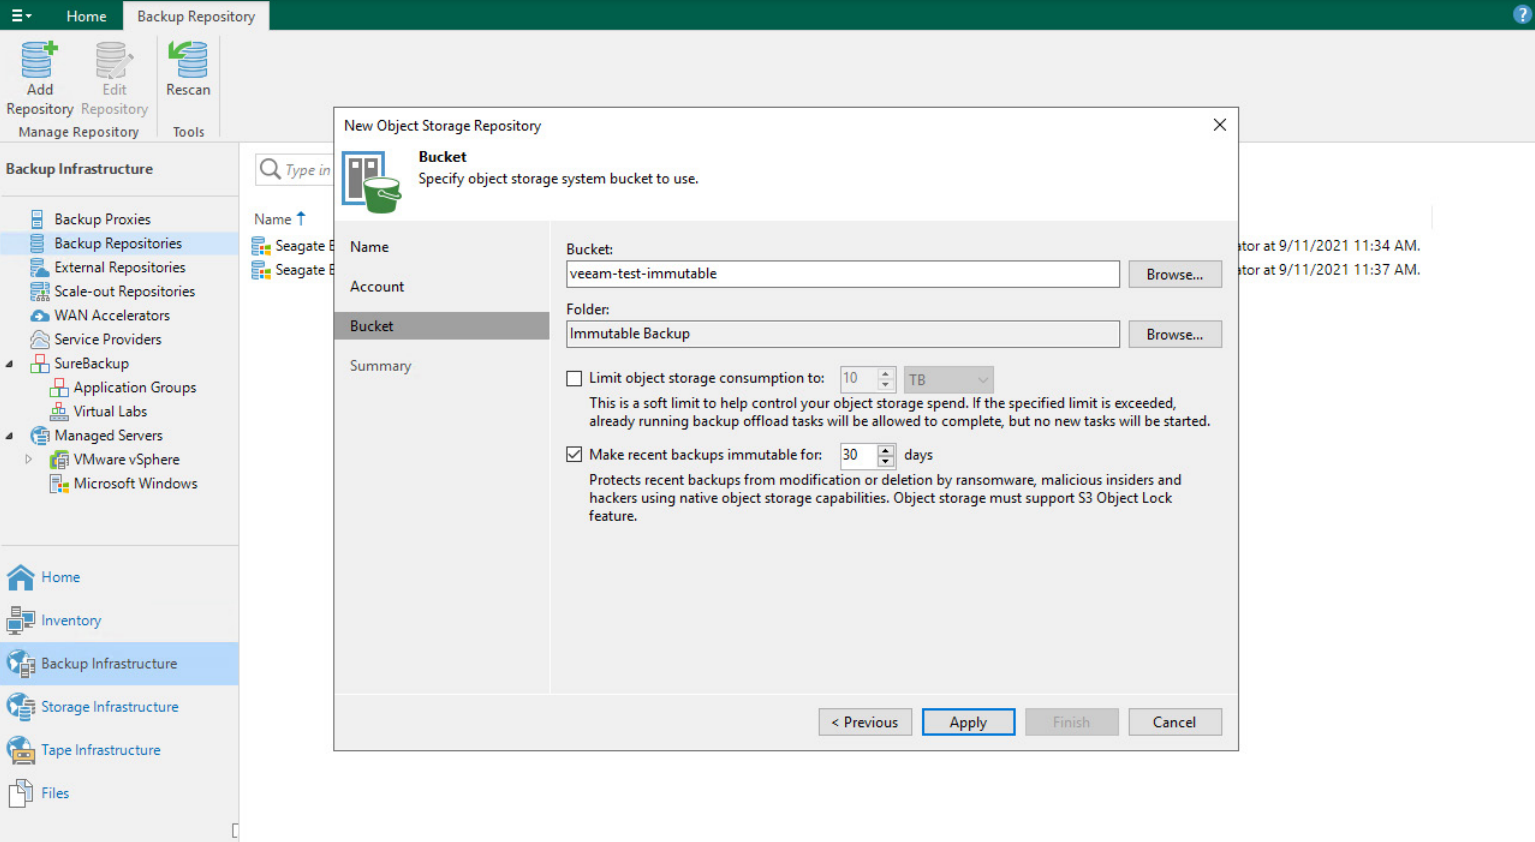 Home
Backup Repository
?
Add Repository
Edit Repository
Rescan
Manage Repository
Tools
Backup Infrastructure
Backup Proxies
Backup Repositories
External Repositories
Scale-out Repositories
WAN Accelerators
Service Providers
SureBackup
Application Groups
Virtual Labs
Managed Servers
VMware vSphere
Microsoft Windows
Home
Inventory
Backup Infrastructure
Storage Infrastructure
Tape Infrastructure
Files
Type in
Name
Seagate
Seagate
at 9/11/2021 11:34 AM.
at 9/11/2021 11:37 AM.
New Object Storage Repository
Bucket
Specify object storage system bucket to use.
Name
Account
Bucket
Summary
Bucket:
veeam-test-immutable
Browse...
Folder:
Immutable Backup
Browse...
Limit object storage consumption to: 10 TB
This is a soft limit to help control your object storage spend. If the specified limit is exceeded,
already running backup offload tasks will be allowed to complete, but no new tasks will be started.
Make recent backups immutable for: 30 days
Protects recent backups from modification or deletion by ransomware, malicious insiders and
hackers using native object storage capabilities. Object storage must support S3 Object Lock
feature.
< Previous
Apply
Finish
Cancel